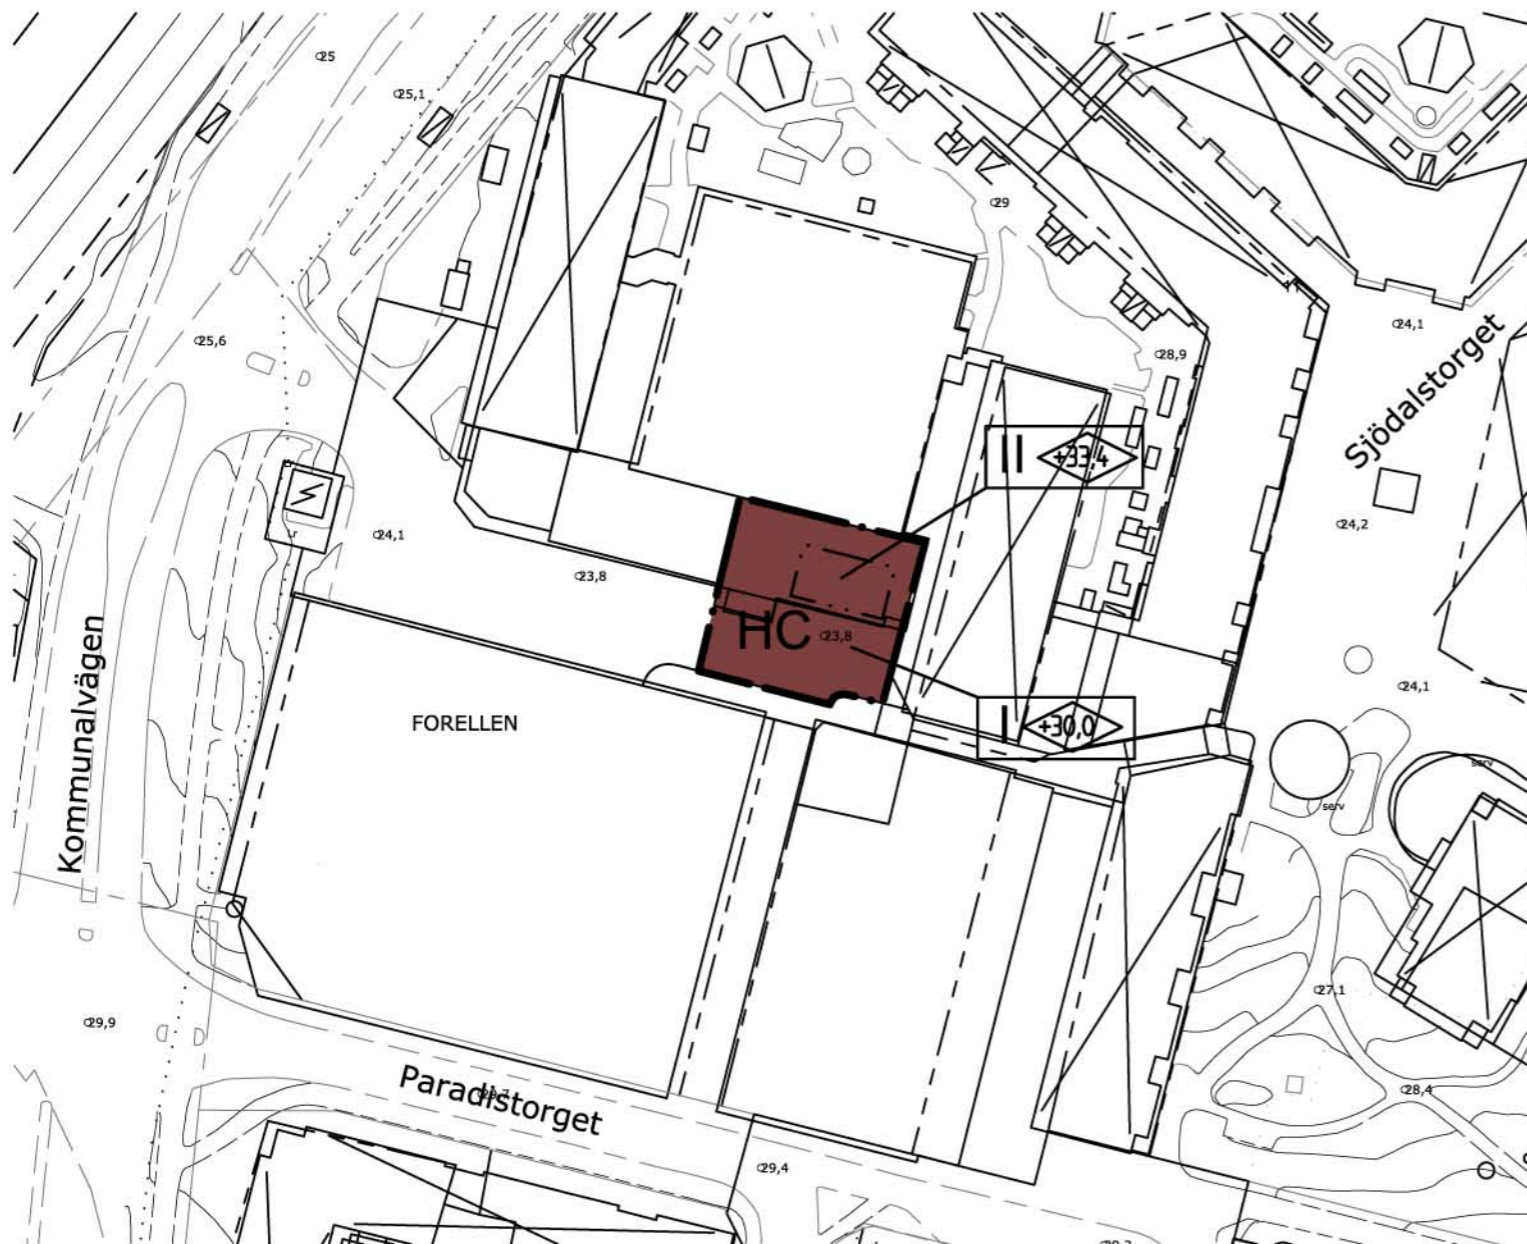 25
25,1
29
24,1
25,6
28,9
Sjödalstorget
II +33,4
24,2
24,1
23,8
Kommunalvägen
HC 23,8
24,1
FORELLEN
I +30,0
serv
serv
27,1
29,9
28,4
Paradistorget
29,4